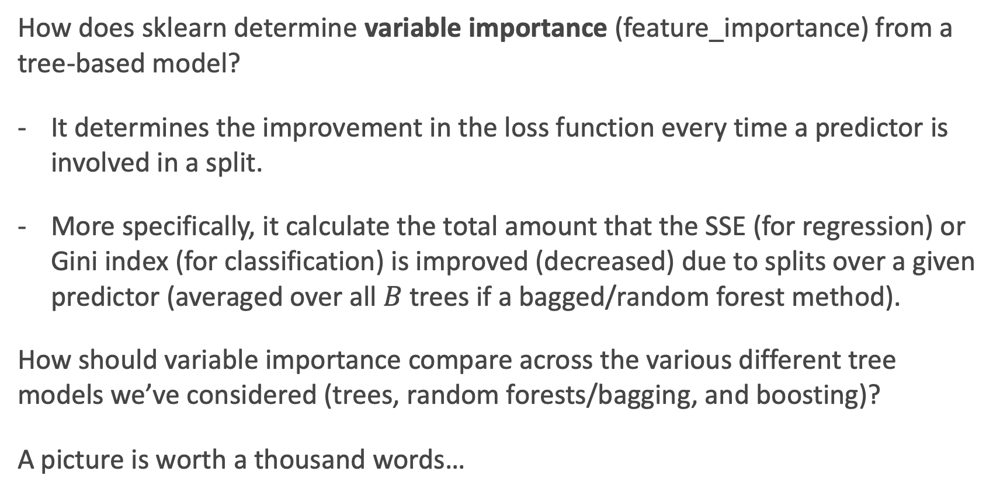 How does sklearn determine variable importance (feature_importance) from a
tree-based model?
- It determines the improvement in the loss function every time a predictor is
involved in a split.
- More specifically, it calculate the total amount that the SSE (for regression) or
Gini index (for classification) is improved (decreased) due to splits over a given
predictor (averaged over all B trees if a bagged/random forest method).
How should variable importance compare across the various different tree
models we’ve considered (trees, random forests/bagging, and boosting)?
A picture is worth a thousand words...